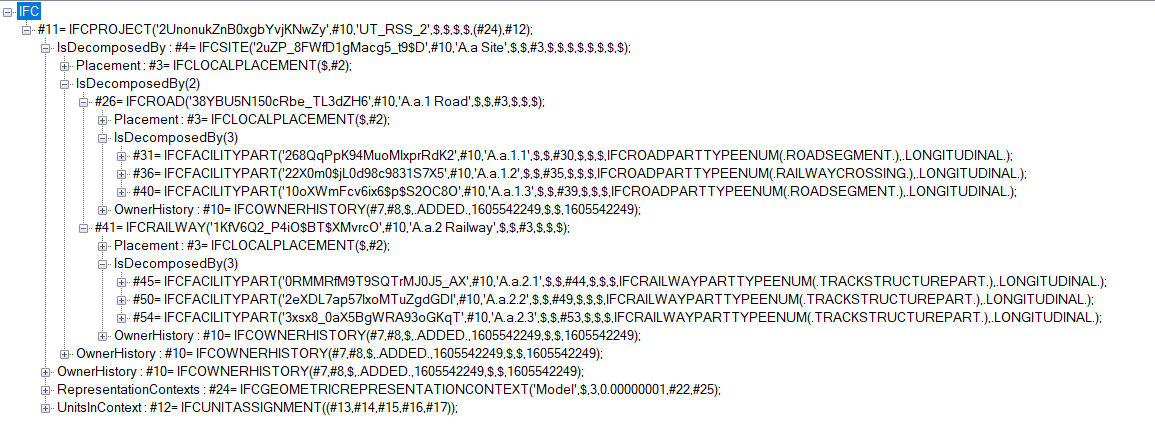 IFC
#11= IFCPROJECT('2UnonukZnB0xgbYvjKNwZy',#10,'UT_RSS_2',$,$,$,$,(#24),#12);
IsDecomposedBy : #4= IFCSITE('2uZP_8FWfD1gMacg5_t9$D',#10,'A.a Site',$,$,#3,$,$,$,$,$,$,$,$);
Placement : #3= IFCLOCALPLACEMENT($,#2);
IsDecomposedBy(2)
#26= IFCROAD('38YBU5N150cRbe_TL3dZH6',#10,'A.a.1 Road',$,$,#3,$,$,$);
Placement : #3= IFCLOCALPLACEMENT($,#2);
IsDecomposedBy(3)
#31= IFCFACILITYPART('268QqPpK94MuoMlxprRdK2',#10,'A.a.1.1',$,$,#30,$,$,$,IFCROADPARTTYPEENUM(.ROADSEGMENT.),.LONGITUDINAL.);
#36= IFCFACILITYPART('22X0m0$jL0d98c9831S7X5',#10,'A.a.1.2',$,$,#35,$,$,$,IFCROADPARTTYPEENUM(.RAILWAYCROSSING.),.LONGITUDINAL.);
#40= IFCFACILITYPART('10oXWmFcv6ix6$p$S2OC8O',#10,'A.a.1.3',$,$,#39,$,$,$,IFCROADPARTTYPEENUM(.ROADSEGMENT.),.LONGITUDINAL.);
OwnerHistory : #10= IFCOWNERHISTORY(#7,#8,$,.ADDED.,1605542249,$,$,1605542249);
#41= IFCRAILWAY('1KfV6Q2_P4iO$BT$XMvrcO',#10,'A.a.2 Railway',$,$,#3,$,$,$);
Placement : #3= IFCLOCALPLACEMENT($,#2);
IsDecomposedBy(3)
#45= IFCFACILITYPART('0RMMRfM9T9SQTrMJ0J5_AX',#10,'A.a.2.1',$,$,#44,$,$,$,IFCRAILWAYPARTTYPEENUM(.TRACKSTRUCTUREPART.),.LONGITUDINAL.);
#50= IFCFACILITYPART('2eXDL7ap57lxoMTuZgdGDl',#10,'A.a.2.2',$,$,#49,$,$,$,IFCRAILWAYPARTTYPEENUM(.TRACKSTRUCTUREPART.),.LONGITUDINAL.);
#54= IFCFACILITYPART('3xsx8_0aX5BgWRA93oGKqT',#10,'A.a.2.3',$,$,#53,$,$,$,IFCRAILWAYPARTTYPEENUM(.TRACKSTRUCTUREPART.),.LONGITUDINAL.);
OwnerHistory : #10= IFCOWNERHISTORY(#7,#8,$,.ADDED.,1605542249,$,$,1605542249);
OwnerHistory : #10= IFCOWNERHISTORY(#7,#8,$,.ADDED.,1605542249,$,$,1605542249);
OwnerHistory : #10= IFCOWNERHISTORY(#7,#8,$,.ADDED.,1605542249,$,$,1605542249);
RepresentationContexts : #24= IFCGEOMETRICREPRESENTATIONCONTEXT('Model',$,3,0.00000001,#22,#25);
UnitsInContext : #12= IFCUNITASSIGNMENT((#13,#14,#15,#16,#17));